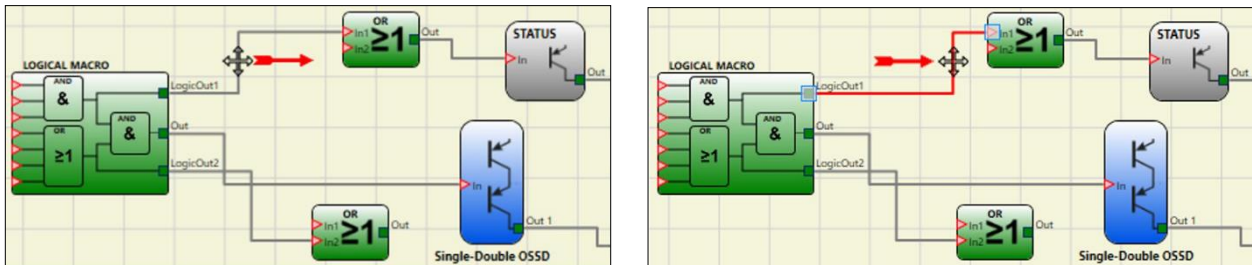 OR
In1
In2
≥1
Out
STATUS
In
Out
LOGICAL MACRO
AND
&
LogicOut1
AND
&
Out
OR
≥1
LogicOut2
In
Out 1
OR
In1
In2
≥1
Out
Single-Double OSSD
OR
In1
In2
≥1
Out
STATUS
In
Out
LOGICAL MACRO
AND
&
LogicOut1
AND
&
Out
OR
≥1
LogicOut2
In
Out 1
OR
In1
In2
≥1
Out
Single-Double OSSD